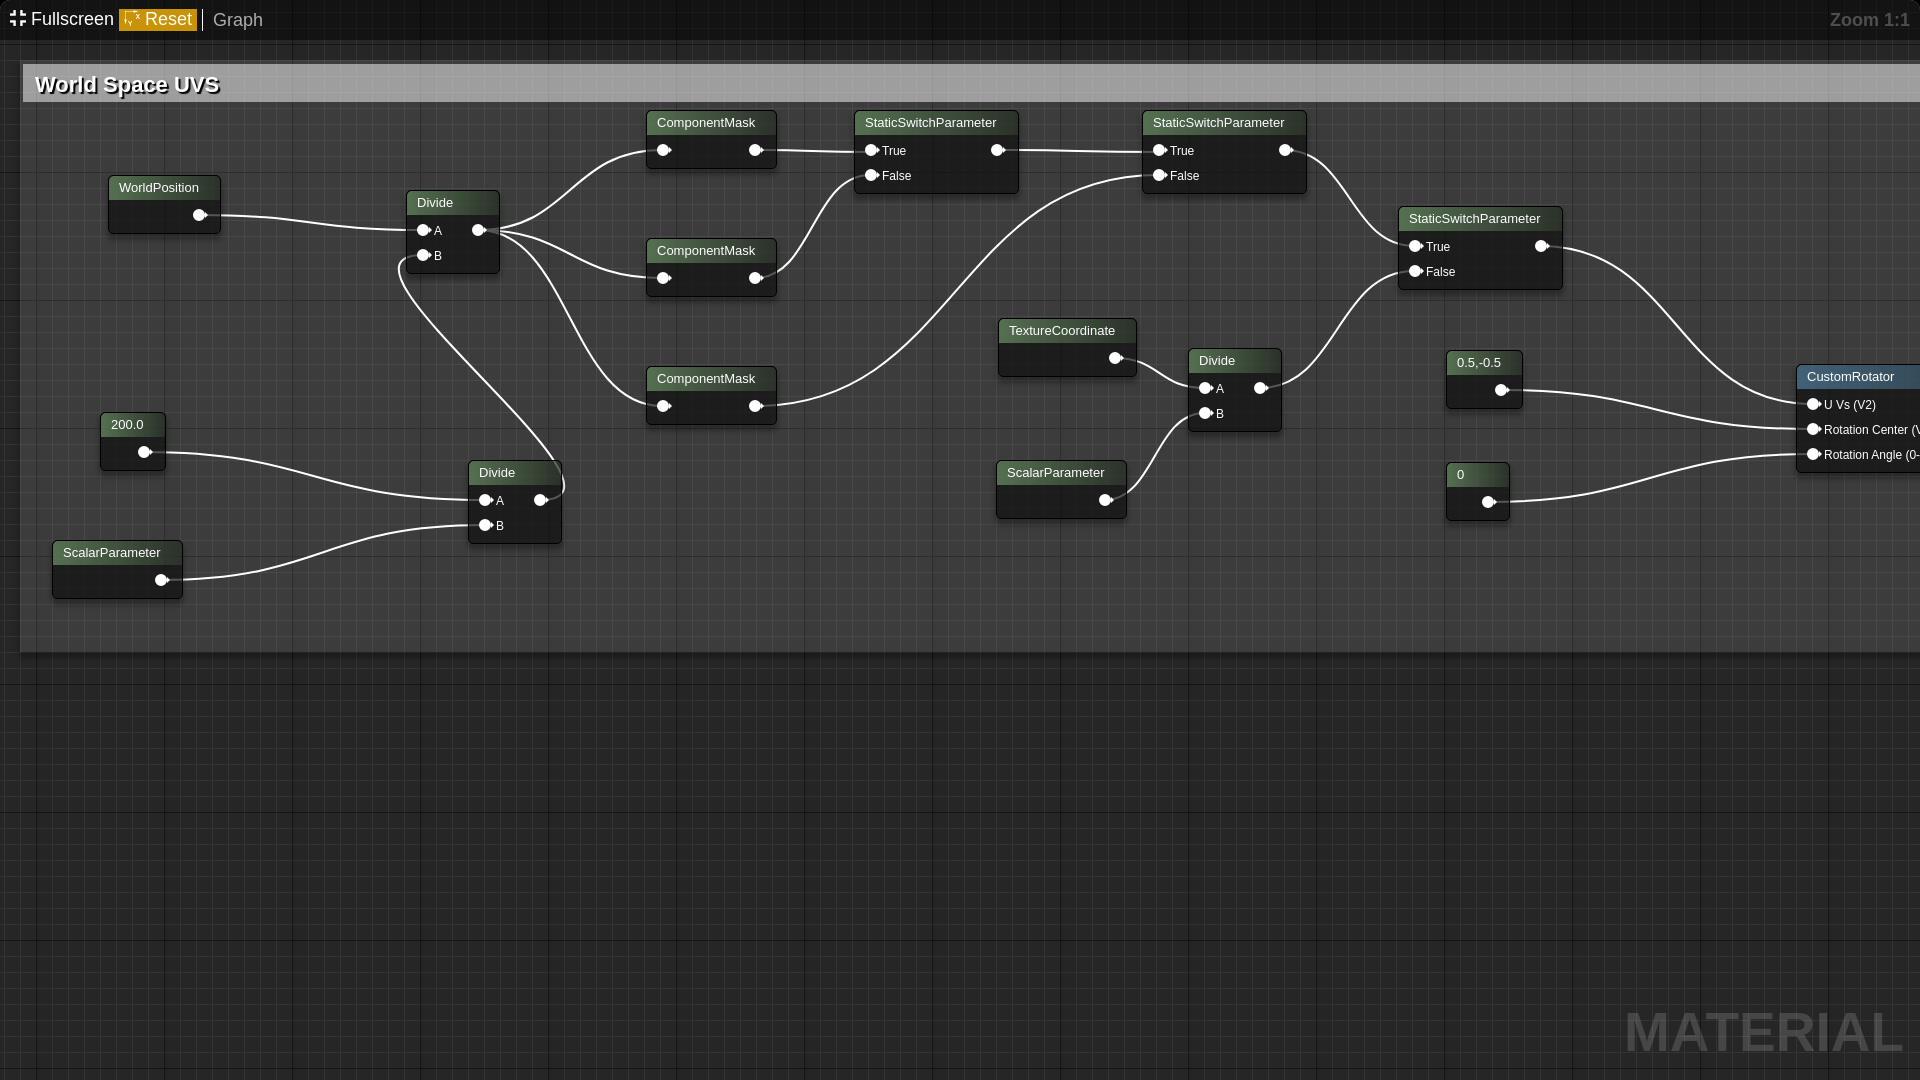 Fullscreen Reset Graph
Zoom 1:1
World Space UVS
ComponentMask
StaticSwitchParameter
True
False
StaticSwitchParameter
True
False
WorldPosition
Divide
A
B
StaticSwitchParameter
True
False
ComponentMask
TextureCoordinate
Divide
A
B
ComponentMask
0.5,-0.5
CustomRotator
U Vs (V2)
Rotation Center (V
Rotation Angle (0-
200.0
Divide
A
B
ScalarParameter
0
ScalarParameter
MATERIAL